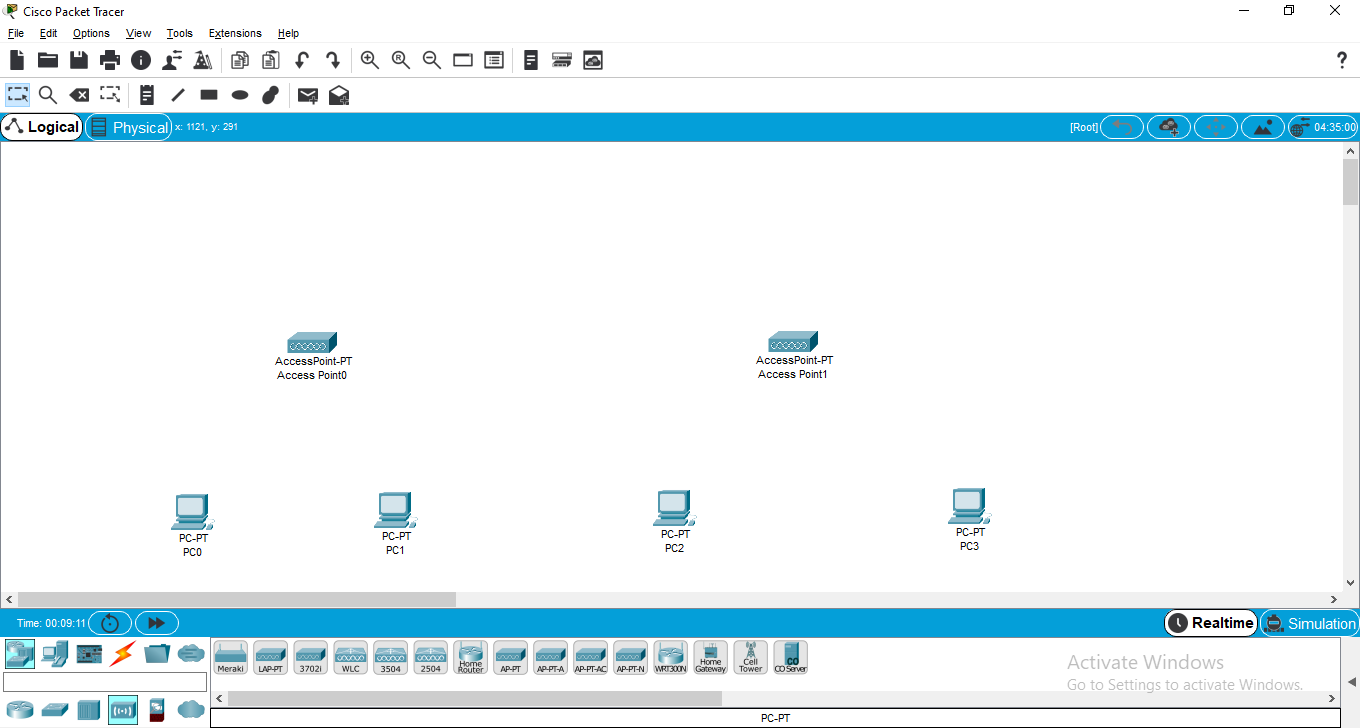 Cisco Packet Tracer
File Edit Options View Tools Extensions Help
R
?
Logical Physical x: 1121, y: 291 [Root] 04:35:00
AccessPoint-PT
Access Point0
AccessPoint-PT
Access Point1
PC-PT
PC0
PC-PT
PC1
PC-PT
PC2
PC-PT
PC3
Time: 00:09:11 Realtime Simulation
Meraki LAP-PT 3702i WLC 3504 2504 Home Router AP-PT AP-PT-A AP-PT-AC AP-PT-N WRT300N Home Gateway Cell Tower CO CO Server
Activate Windows
Go to Settings to activate Windows.
PC-PT